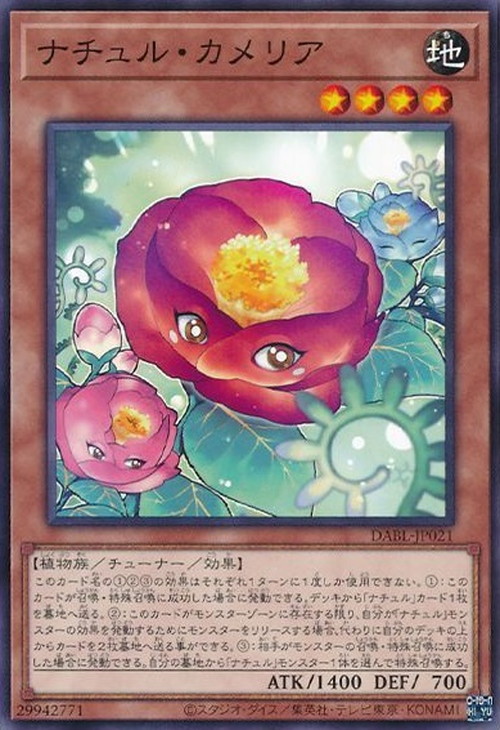 ナチュル・カメリア
地
DABL-JP021
【植物族／チューナー／効果】
このカード名の①②③の効果はそれぞれ1ターンに1度しか使用できない。①：この
カードが召喚・特殊召喚に成功した場合に発動できる。デッキから「ナチュル」カード1枚
を墓地へ送る。②：このカードがモンスターゾーンに存在する限り、自分が「ナチュル」モン
スターの効果を発動するためにモンスターをリリースする場合、代わりに自分のデッキの上
からカードを2枚墓地へ送る事ができる。③：相手がモンスターの召喚・特殊召喚に成功
した場合に発動できる。自分の墓地から「ナチュル」モンスター1体を選んで特殊召喚する。
ATK/1400 DEF/ 700
29942771 ©スタジオ・ダイス／集英社・テレビ東京・KONAMI